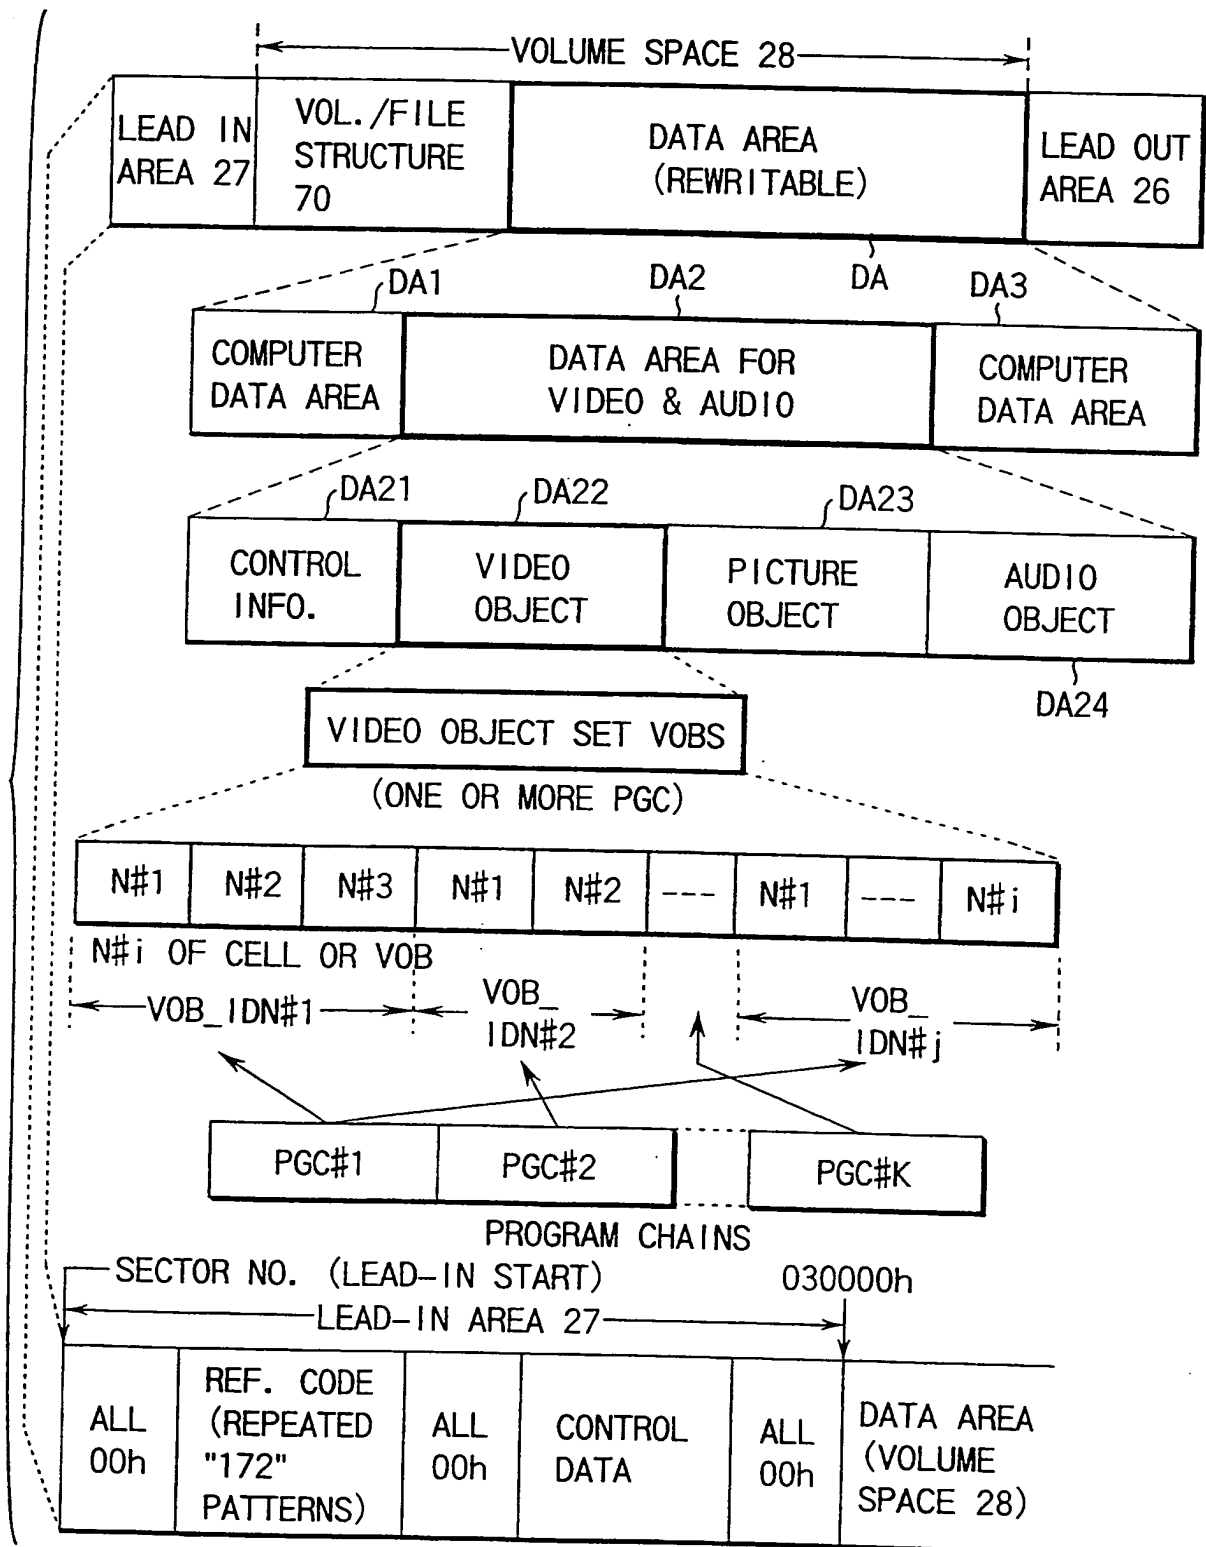 VOLUME SPACE 28
LEAD IN
AREA 27
VOL./FILE
STRUCTURE
70
DATA AREA
(REWRITABLE)
LEAD OUT
AREA 26
DA
DA1
DA2
DA3
COMPUTER
DATA AREA
DATA AREA FOR
VIDEO & AUDIO
COMPUTER
DATA AREA
DA21
DA22
DA23
CONTROL
INFO.
VIDEO
OBJECT
PICTURE
OBJECT
AUDIO
OBJECT
DA24
VIDEO OBJECT SET VOBS
(ONE OR MORE PGC)
N#1 N#2 N#3 N#1 N#2 --- N#1 --- N#i
N#i OF CELL OR VOB
VOB_IDN#1
VOB_
IDN#2
VOB_
IDN#j
PGC#1 PGC#2 PGC#K
PROGRAM CHAINS
SECTOR NO. (LEAD-IN START)
030000h
LEAD-IN AREA 27
ALL
00h
REF. CODE
(REPEATED
"172"
PATTERNS)
ALL
00h
CONTROL
DATA
ALL
00h
DATA AREA
(VOLUME
SPACE 28)